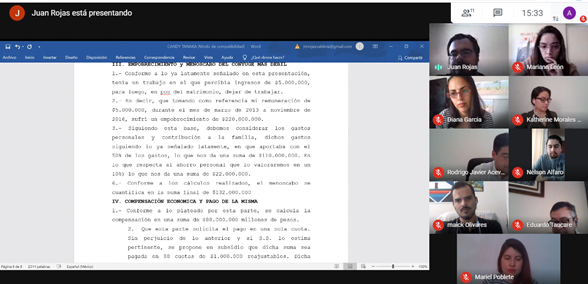 J
Juan Rojas está presentando
11
15:33
A
CANDY TAMARA [Modo de compatibilidad] - Word
Inicio Insertar Diseño Disposición Referencias Correspondencia Revisar Vista Ayuda ¿Qué desea hacer?
Compartir
III. EMPOBRECIMIENTO Y MENOSCABO DEL CONYUGE MAS DEBIL
1.- Conforme a lo ya latamente señalado en esta presentación,
tenía un trabajo en el que percibía ingresos de $5.000.000,
para luego, en pos del matrimonio, dejar de trabajar.
2.- Es decir, que tomando como referencia mi remuneración de
$5.000.000, durante el mes de marzo de 2013 a noviembre de
2016, sufrí un empobrecimiento de $220.000.000.
3.- Siguiendo esta base, debemos considerar los gastos
personales y contribución a la familia, dichos gastos
siguiendo lo ya señalado latamente, en que aportaba con el
50% de los gastos, lo que nos da una suma de $110.000.000. En
lo que respecta al ahorro personal que lo valoraremos en un
10% lo que nos da una suma de $22.000.000.
6.- Conforme a los cálculos realizados, el menoscabo se
cuantifica en la suma final de $132.000.000
IV. COMPENSACIÓN ECONOMICA Y PAGO DE LA MISMA
1.- Conforme a lo planteado por esta parte, se calcula la
compensación en una suma de $88.000.000 millones de pesos.
2. Que esta parte solicita el pago en una sola cuota.
Sin perjuicio de lo anterior y si S.D. lo estima
pertinente, se propone en subsidio que dicha suma sea
pagada en 88 cuotas de $1.000.000 reajustables. Dicha
Español (México)
Juan Rojas
Mariane León
Diana Garcia
Katherine Morales ...
Rodrigo Javier Acev...
Nelson Alfaro
maick Olivares
Eduardo Taucare
Mariel Poblete